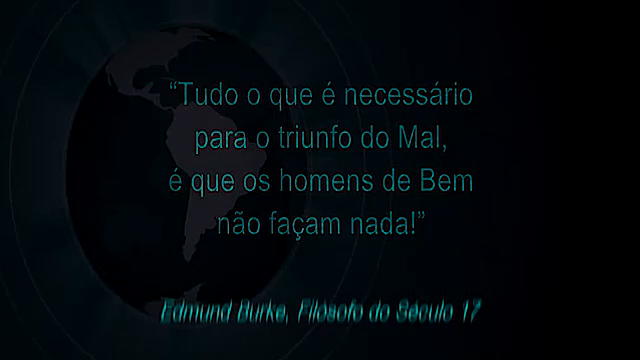 “Tudo o que é necessário
para o triunfo do Mal,
é que os homens de Bem
não façam nada!”
Edmund Burke, Filósofo do Século 17